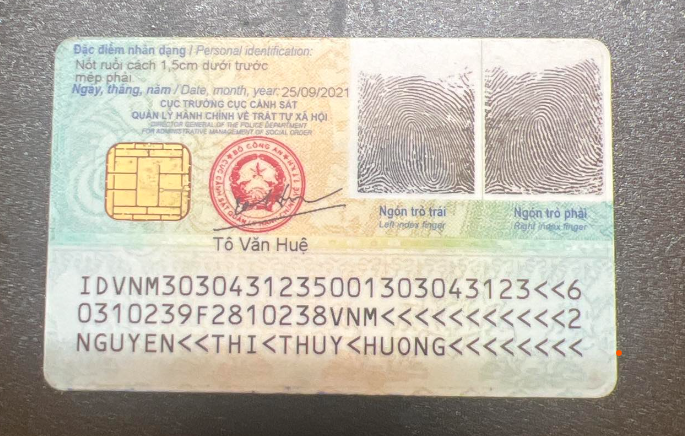 Đặc điểm nhân dạng / Personal identification:
Nốt ruồi cách 1,5cm dưới trước
mép phải
Ngày, tháng, năm / Date, month, year: 25/09/2021
CỤC TRƯỞNG CỤC CẢNH SÁT
QUẢN LÝ HÀNH CHÍNH VỀ TRẬT TỰ XÃ HỘI
DIRECTOR GENERAL OF THE POLICE DEPARTMENT
FOR ADMINISTRATIVE MANAGEMENT OF SOCIAL ORDER
BỘ CÔNG AN
Tô Văn Huệ
Ngón trỏ trái
Left index finger
Ngón trỏ phải
Right index finger
IDVNM3030431235001303043123<<6
0310239F2810238VNM<<<<<<<<<<<2
NGUYEN<<THI<THUY<HUONG<<<<<<<<